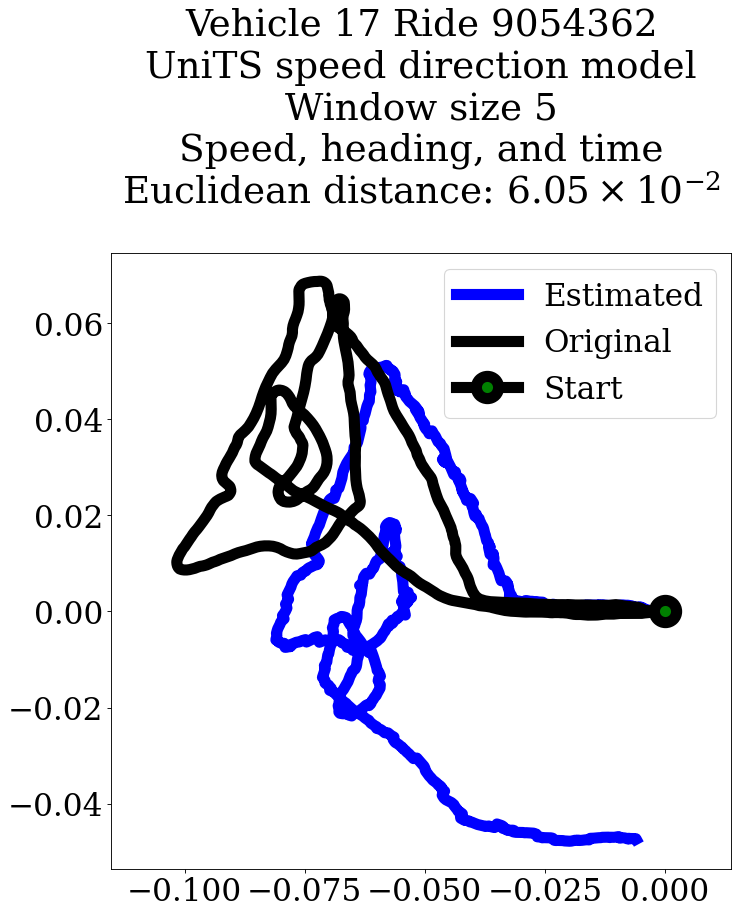 Vehicle 17 Ride 9054362
UniTS speed direction model
Window size 5
Speed, heading, and time
Euclidean distance: 6.05 × 10⁻²
Estimated
Original
Start
0.06
0.04
0.02
0.00
−0.02
−0.04
−0.100 −0.075 −0.050 −0.025 0.000